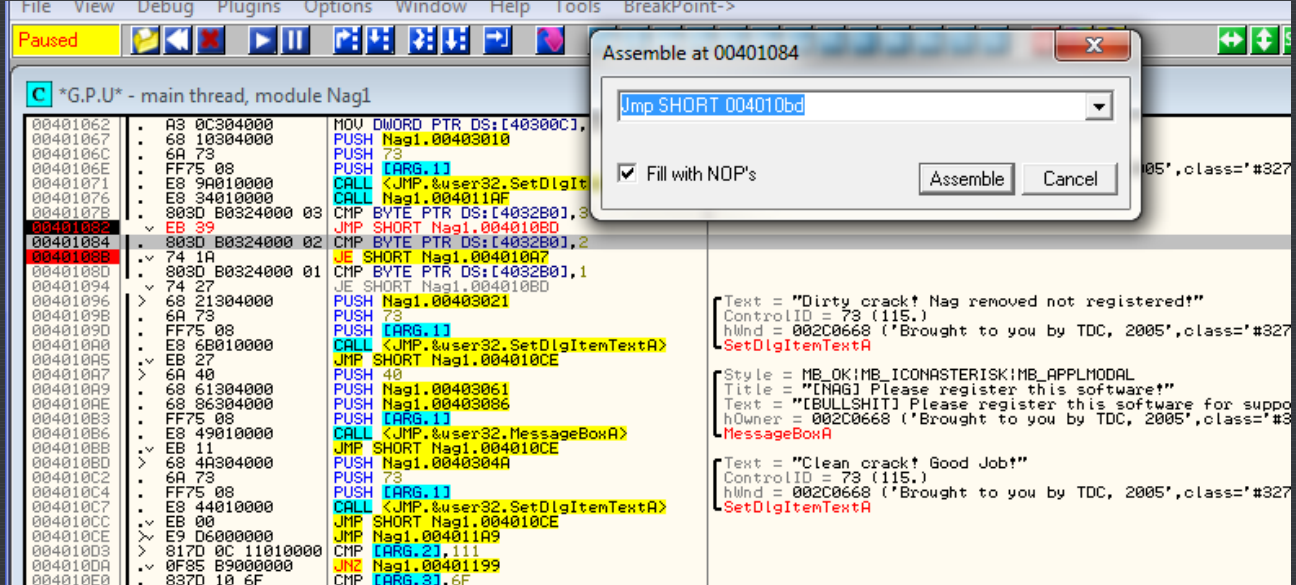 File View Debug Plugins Options Window Help Tools BreakPoint->
Paused
Assemble at 00401084
C *G.P.U* - main thread, module Nag1
Jmp SHORT 004010bd
Fill with NOP's Assemble Cancel
00401062 . A3 0C304000 MOV DWORD PTR DS:[40300C],
00401067 . 68 10304000 PUSH Nag1.00403010
0040106C . 6A 73 PUSH 73
0040106E . FF75 08 PUSH [ARG.1] 05',class='#327
00401071 . E8 9A010000 CALL <JMP.&user32.SetDlgIt
00401076 . E8 34010000 CALL Nag1.004011AF
0040107B . 803D B0324000 03 CMP BYTE PTR DS:[4032B0],3
00401082 ⌄ EB 39 JMP SHORT Nag1.004010BD
00401084 . 803D B0324000 02 CMP BYTE PTR DS:[4032B0],2
0040108B .⌄ 74 1A JE SHORT Nag1.004010A7
0040108D . 803D B0324000 01 CMP BYTE PTR DS:[4032B0],1
00401094 ⌄ 74 27 JE SHORT Nag1.004010BD
00401096 > 68 21304000 PUSH Nag1.00403021 Text = "Dirty crack! Nag removed not registered!"
0040109B . 6A 73 PUSH 73 ControlID = 73 (115.)
0040109D . FF75 08 PUSH [ARG.1] hWnd = 002C0668 ('Brought to you by TDC, 2005',class='#327
004010A0 . E8 6B010000 CALL <JMP.&user32.SetDlgItemTextA> SetDlgItemTextA
004010A5 .⌄ EB 27 JMP SHORT Nag1.004010CE
004010A7 > 6A 40 PUSH 40 Style = MB_OK|MB_ICONASTERISK|MB_APPLMODAL
004010A9 . 68 61304000 PUSH Nag1.00403061 Title = "[NAG] Please register this software!"
004010AE . 68 86304000 PUSH Nag1.00403086 Text = "[BULLSHIT] Please register this software for suppo
004010B3 . FF75 08 PUSH [ARG.1] hOwner = 002C0668 ('Brought to you by TDC, 2005',class='#3
004010B6 . E8 49010000 CALL <JMP.&user32.MessageBoxA> MessageBoxA
004010BB .⌄ EB 11 JMP SHORT Nag1.004010CE
004010BD > 68 4A304000 PUSH Nag1.0040304A Text = "Clean crack! Good Job!"
004010C2 . 6A 73 PUSH 73 ControlID = 73 (115.)
004010C4 . FF75 08 PUSH [ARG.1] hWnd = 002C0668 ('Brought to you by TDC, 2005',class='#327
004010C7 . E8 44010000 CALL <JMP.&user32.SetDlgItemTextA> SetDlgItemTextA
004010CC .⌄ EB 00 JMP SHORT Nag1.004010CE
004010CE >⌄ E9 D6000000 JMP Nag1.004011A9
004010D3 > 817D 0C 11010000 CMP [ARG.2],111
004010DA .⌄ 0F85 B9000000 JNZ Nag1.00401199
004010E0 . 837D 10 6F CMP [ARG.3],6F